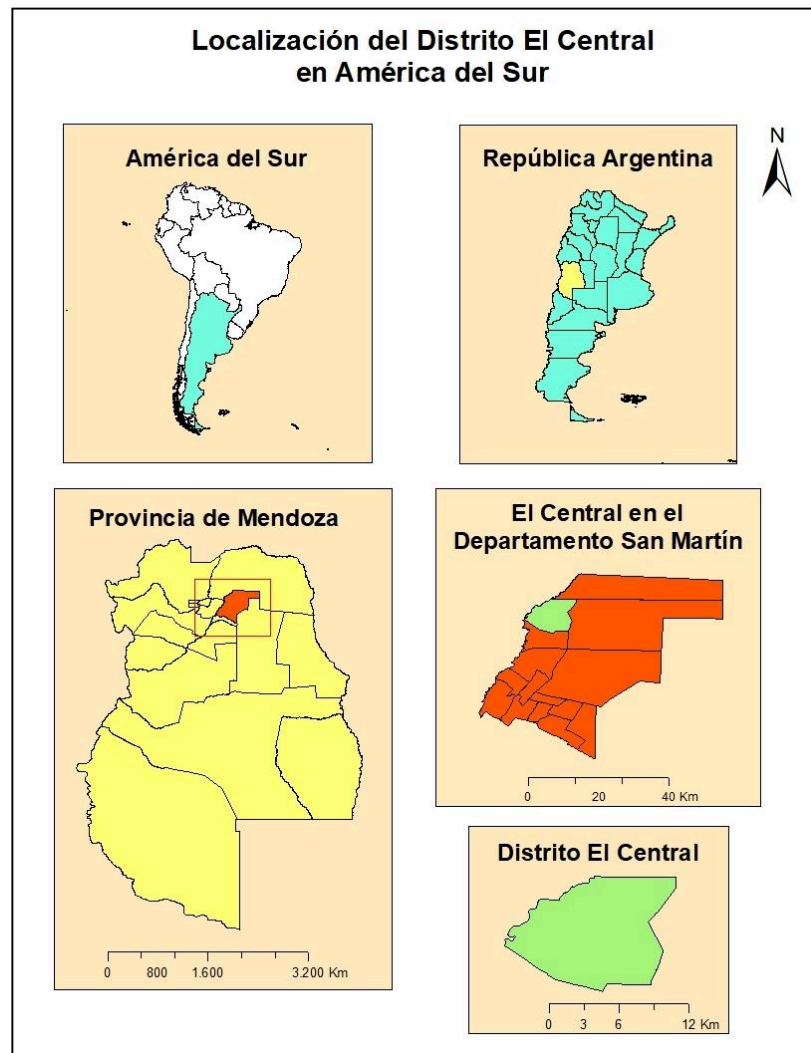 Localización del Distrito El Central
en América del Sur
América del Sur
República Argentina
N
Provincia de Mendoza
0 800 1.600 3.200 Km
El Central en el
Departamento San Martín
0 20 40 Km
Distrito El Central
0 3 6 12 Km